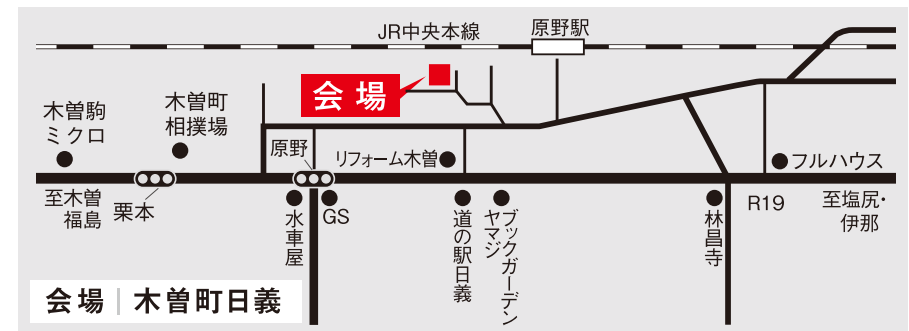 JR中央本線
原野駅
会場
木曽駒
ミクロ
木曽町
相撲場
原野
リフォーム木曽
フルハウス
至木曽
福島
栗本
水車屋
GS
道の駅日義
ブックガーデン
ヤマジ
林昌寺
R19
至塩尻・
伊那
会場｜木曽町日義